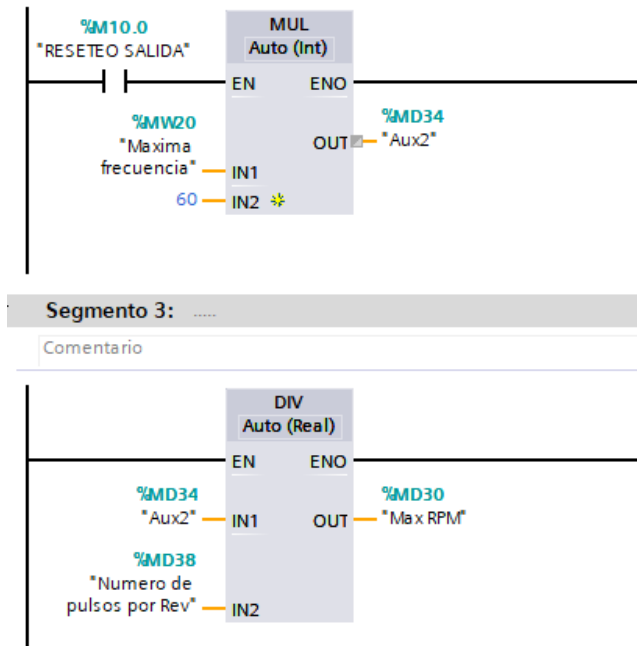 %M10.0
"RESETEO SALIDA"
MUL
Auto (Int)
EN ENO
%MW20
"Maxima
frecuencia"
IN1
60
IN2
OUT
%MD34
"Aux2"
Segmento 3: .....
Comentario
DIV
Auto (Real)
EN ENO
%MD34
"Aux2"
IN1
OUT
%MD30
"Max RPM"
%MD38
"Numero de
pulsos por Rev"
IN2